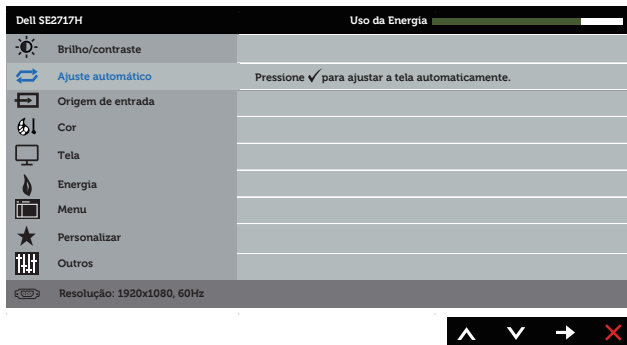 Dell SE2717H Uso da Energia
Brilho/contraste
Ajuste automático Pressione ✓ para ajustar a tela automaticamente.
Origem de entrada
Cor
Tela
Energia
Menu
Personalizar
Outros
Resolução: 1920x1080, 60Hz